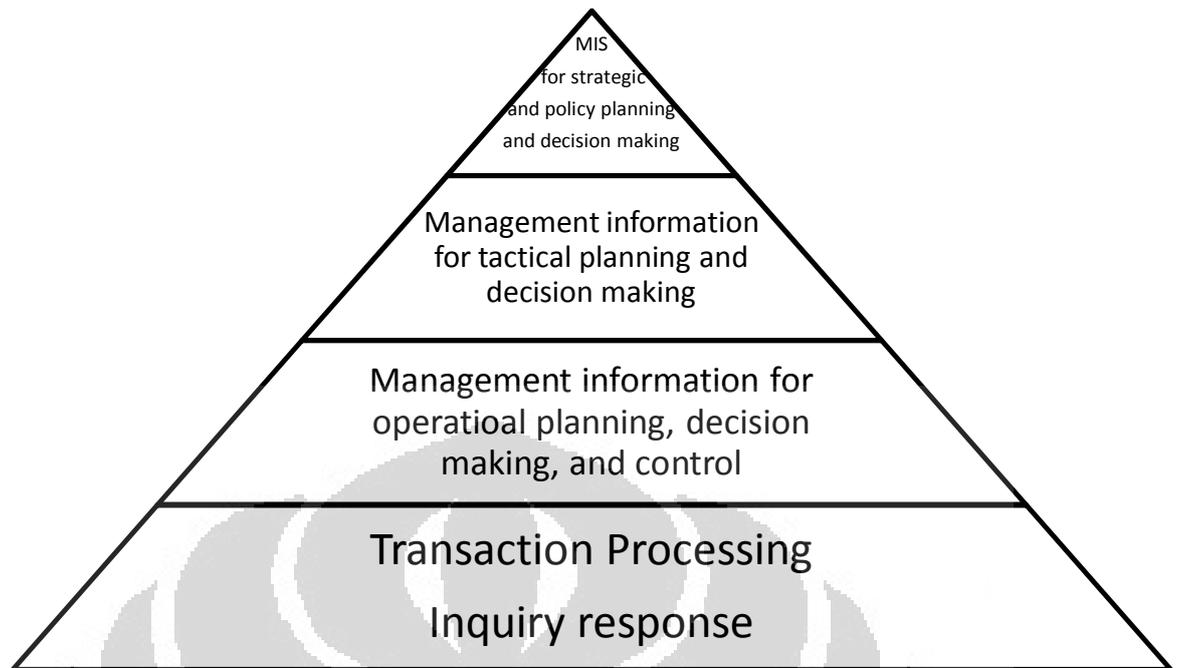 MIS
for strategic
and policy planning
and decision making
Management information
for tactical planning and
decision making
Management information for
operatioal planning, decision
making, and control
Transaction Processing
Inquiry response